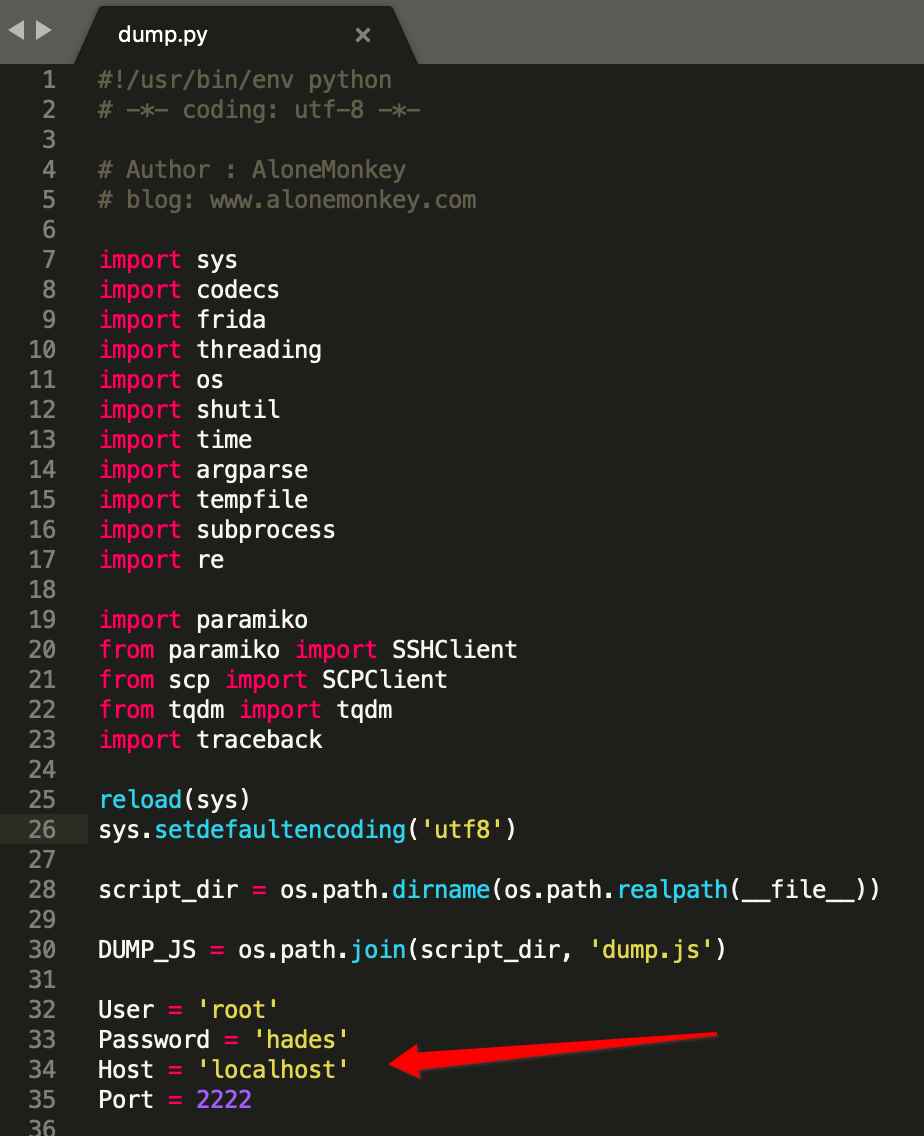 dump.py
1 #!/usr/bin/env python
2 # -*- coding: utf-8 -*-
3
4 # Author : AloneMonkey
5 # blog: www.alonemonkey.com
6
7 import sys
8 import codecs
9 import frida
10 import threading
11 import os
12 import shutil
13 import time
14 import argparse
15 import tempfile
16 import subprocess
17 import re
18
19 import paramiko
20 from paramiko import SSHClient
21 from scp import SCPClient
22 from tqdm import tqdm
23 import traceback
24
25 reload(sys)
26 sys.setdefaultencoding('utf8')
27
28 script_dir = os.path.dirname(os.path.realpath(__file__))
29
30 DUMP_JS = os.path.join(script_dir, 'dump.js')
31
32 User = 'root'
33 Password = 'hades'
34 Host = 'localhost'
35 Port = 2222
36